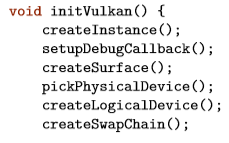 void initVulkan() {
    createInstance();
    setupDebugCallback();
    createSurface();
    pickPhysicalDevice();
    createLogicalDevice();
    createSwapChain();